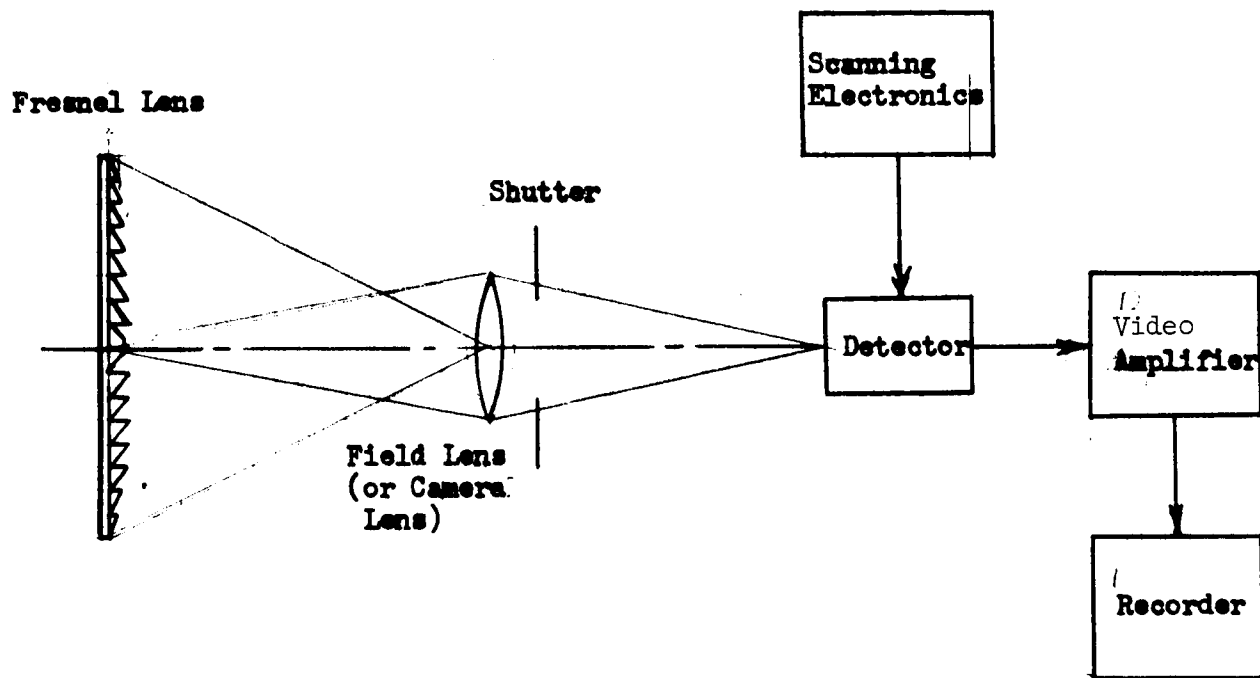 Fresnel Lens
Scanning
Electronics
Shutter
Detector
Video
Amplifier
Field Lens
(or Camera
Lens)
Recorder